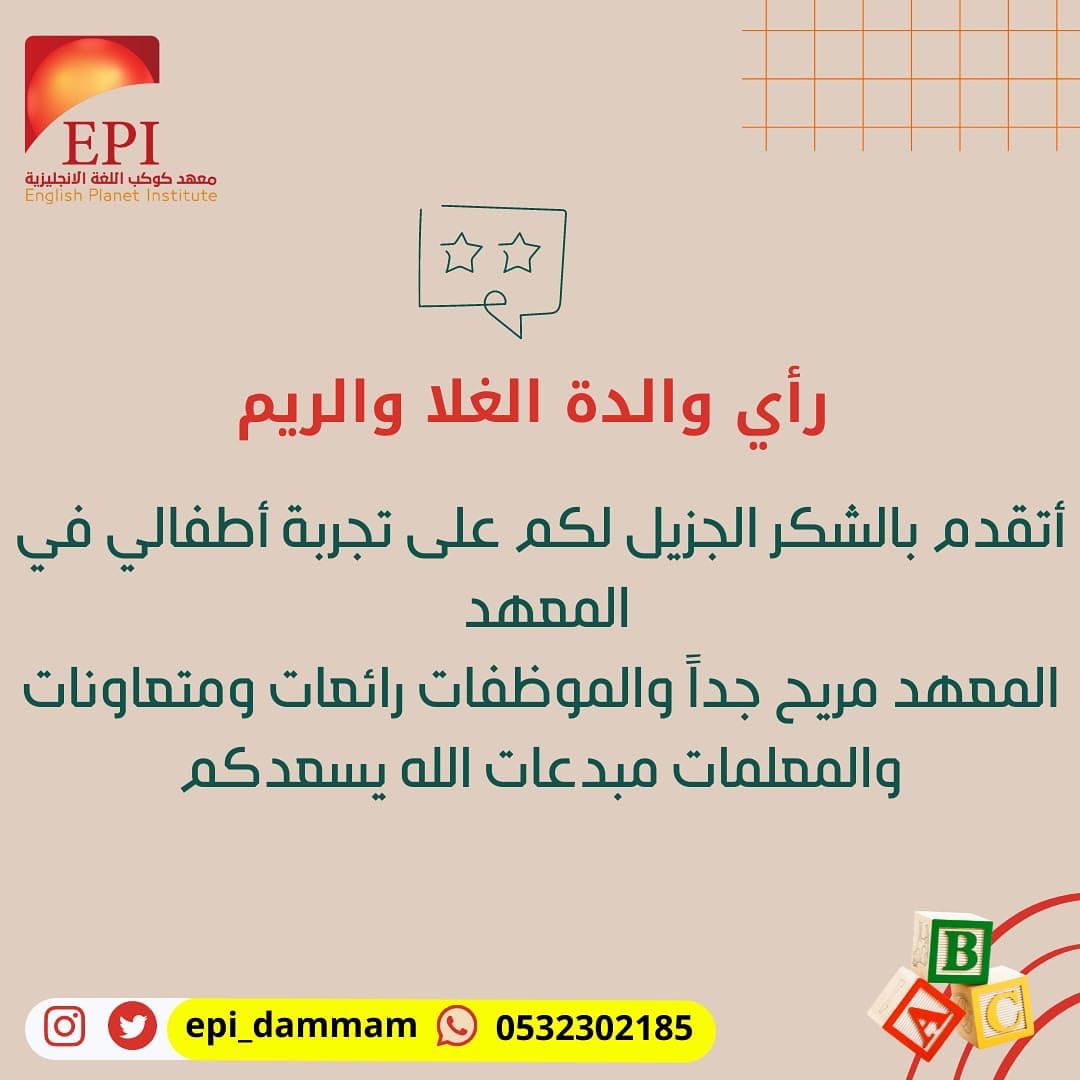 EPI
معهد كوكب اللغة الانجليزية
English Planet Institute
رأي والدة الغلا والريم
أتقدم بالشكر الجزيل لكم على تجربة أطفالي في
المعهد
المعهد مريح جداً والموظفات رائعات ومتعاونات
والمعلمات مبدعات الله يسعدكم
B
A
C
epi_dammam
0532302185